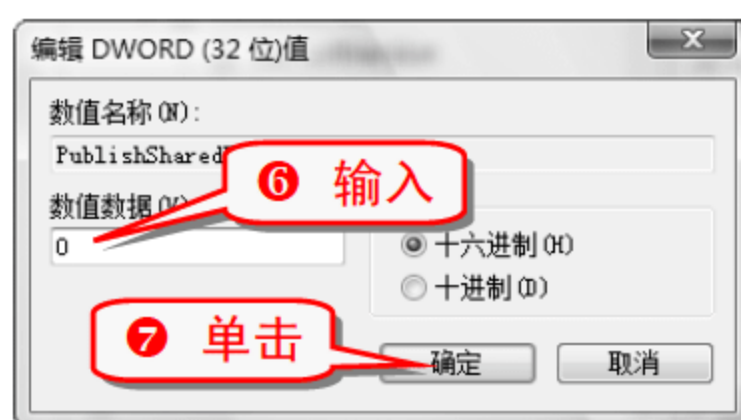 编辑 DWORD (32 位)值
数值名称(N):
PublishShared
❻ 输入
数值数据(V)
0
十六进制(H)
十进制(D)
❼ 单击
确定
取消